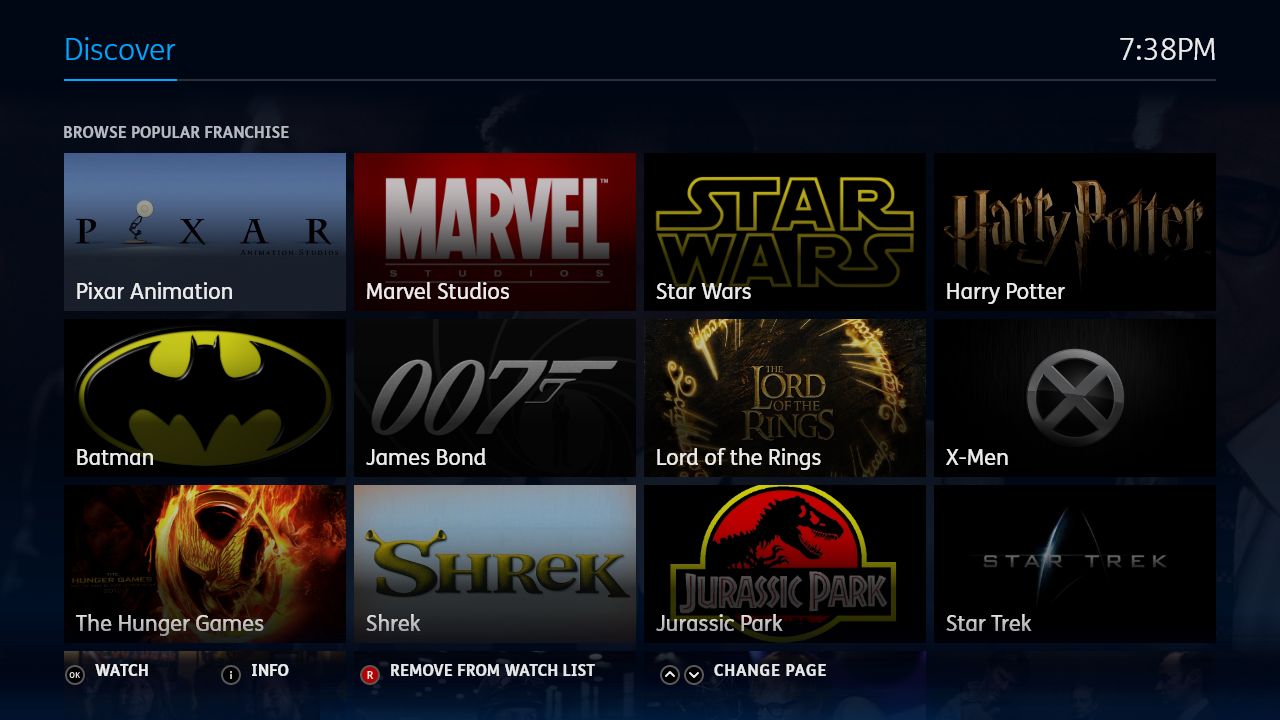 Discover
7:38PM
BROWSE POPULAR FRANCHISE
P I X A R
ANIMATION STUDIOS
Pixar Animation
MARVEL™
STUDIOS
Marvel Studios
STAR
WARS
Star Wars
Harry Potter
Harry Potter
Batman
007
James Bond
THE
LORD
OF THE
RINGS
Lord of the Rings
X-Men
THE
HUNGER GAMES
The Hunger Games
SHREK
Shrek
JURASSIC PARK
Jurassic Park
STAR TREK
Star Trek
OK WATCH
i INFO
R REMOVE FROM WATCH LIST
CHANGE PAGE